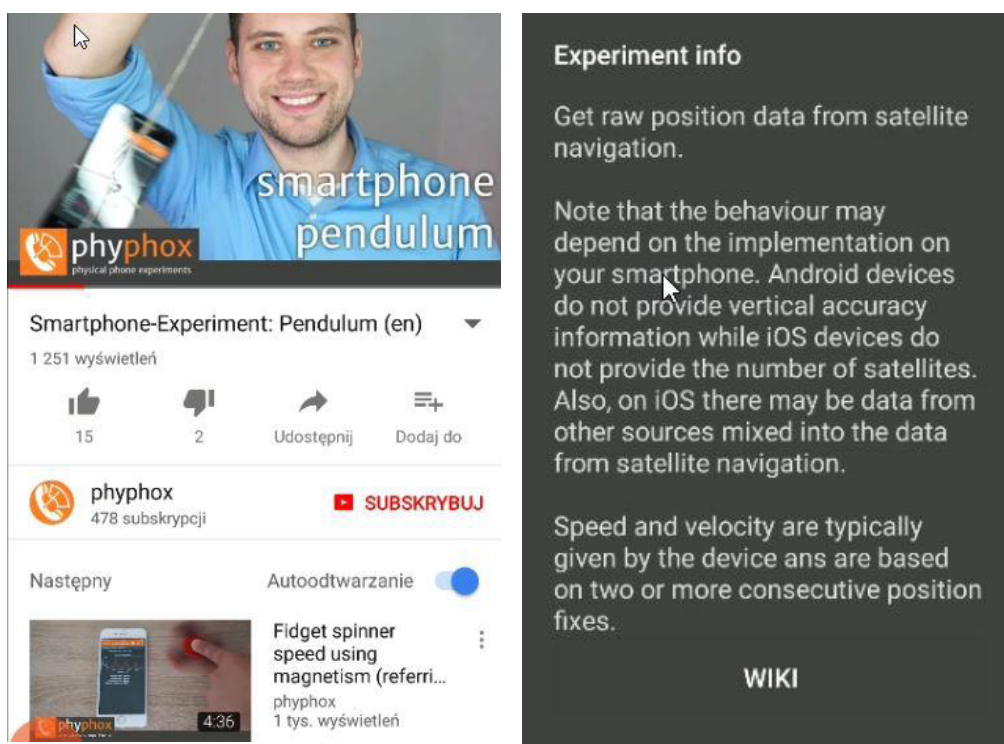 smartphone
pendulum
phyphox
physical phone experiments
Smartphone-Experiment: Pendulum (en)
1 251 wyświetleń
15
2
Udostępnij
Dodaj do
phyphox
478 subskrypcji
SUBSKRYBUJ
Następny
Autoodtwarzanie
Fidget spinner
speed using
magnetism (referri...
phyphox
1 tys. wyświetleń
phyphox
4:36
Experiment info
Get raw position data from satellite
navigation.
Note that the behaviour may
depend on the implementation on
your smartphone. Android devices
do not provide vertical accuracy
information while iOS devices do
not provide the number of satellites.
Also, on iOS there may be data from
other sources mixed into the data
from satellite navigation.
Speed and velocity are typically
given by the device ans are based
on two or more consecutive position
fixes.
WIKI